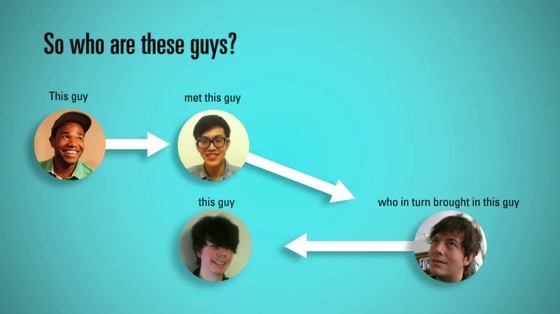 So who are these guys?
This guy
met this guy
who in turn brought in this guy
this guy